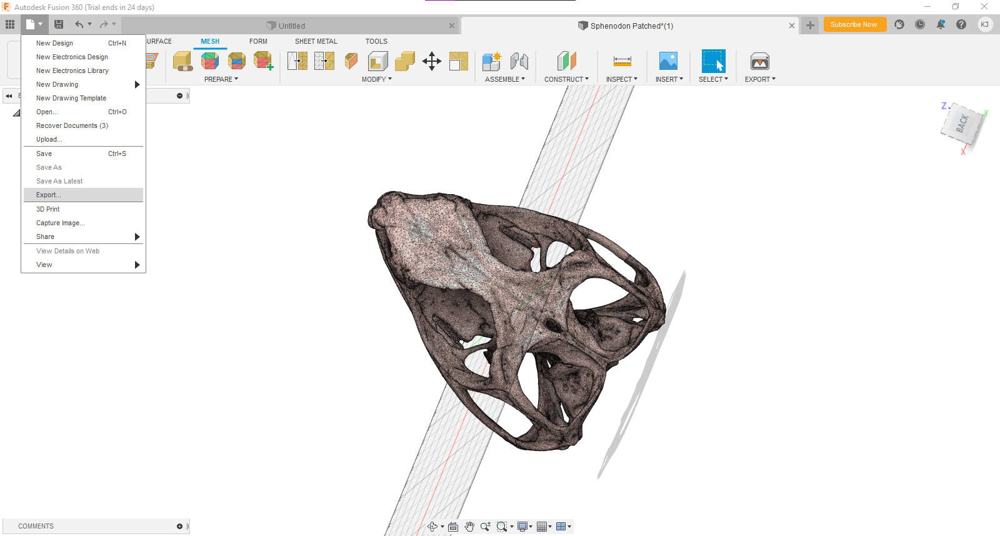 Autodesk Fusion 360 (Trial ends in 24 days)
Untitled
Sphenodon Patched*(1)
Subscribe Now
KJ
URFACE
MESH
FORM
SHEET METAL
TOOLS
PREPARE
MODIFY
ASSEMBLE
CONSTRUCT
INSPECT
INSERT
SELECT
EXPORT
New Design Ctrl+N
New Electronics Design
New Electronics Library
New Drawing
New Drawing Template
Open... Ctrl+O
Recover Documents (3)
Upload...
Save Ctrl+S
Save As
Save As Latest
Export...
3D Print
Capture Image...
Share
View Details on Web
View
Z
Y
BACK
X
COMMENTS